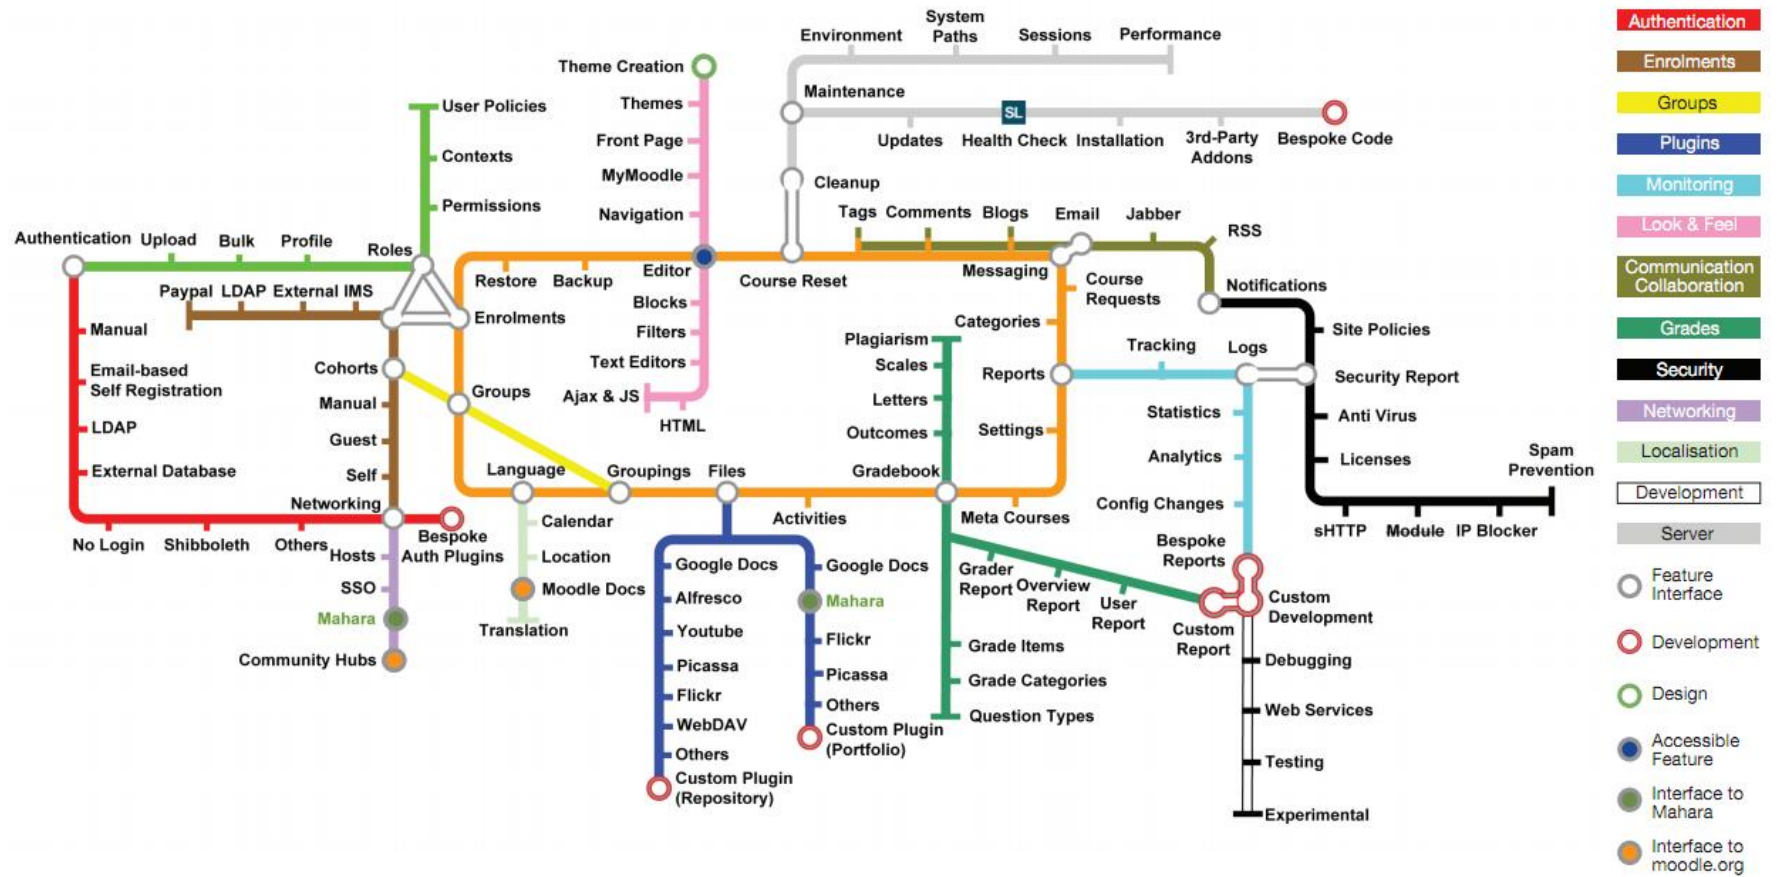 Environment
System
Paths
Sessions
Performance
Theme Creation
Maintenance
Themes
User Policies
SL
Front Page
Updates
Health Check
Installation
3rd-Party
Addons
Bespoke Code
Contexts
MyModle
Cleanup
Permissions
Navigation
Tags
Comments
Blogs
Email
Jabber
RSS
Authentication
Upload
Bulk
Profile
Roles
Editor
Restore
Backup
Course Reset
Messaging
Course
Requests
Notifications
Paypal
LDAP
External
IMS
Enrolments
Blocks
Categories
Site Policies
Manual
Filters
Plagiarism
Tracking
Logs
Email-based
Self Registration
Cohorts
Text Editors
Scales
Reports
Security Report
Groups
Ajax & JS
HTML
Letters
Statistics
Anti Virus
Manual
LDAP
Guest
Outcomes
Settings
Analytics
Licenses
Spam
Prevention
External Database
Self
Language
Groupings
Files
Gradebook
Networking
Activities
Meta Courses
Config Changes
No Login
Shibboleth
Others
Bespoke
Auth Plugins
Calendar
sHTTP
Module
IP Blocker
Hosts
Location
Bespoke
Reports
SSO
Moodle Docs
Google Docs
Google Docs
Grader
Report
Overview
Report
User
Report
Custom
Report
Custom
Development
Mahara
Translation
Alfresco
Mahara
Youtube
Flickr
Community Hubs
Picassa
Picassa
Grade Items
Debugging
Flickr
Others
Grade Categories
WebDAV
Custom Plugin
(Portfolio)
Question Types
Web Services
Others
Testing
Custom Plugin
(Repository)
Experimental
Authentication
Enrolments
Groups
Plugins
Monitoring
Look & Feel
Communication
Collaboration
Grades
Security
Networking
Localisation
Development
Server
Feature
Interface
Development
Design
Accessible
Feature
Interface to
Mahara
Interface to
moodle.org